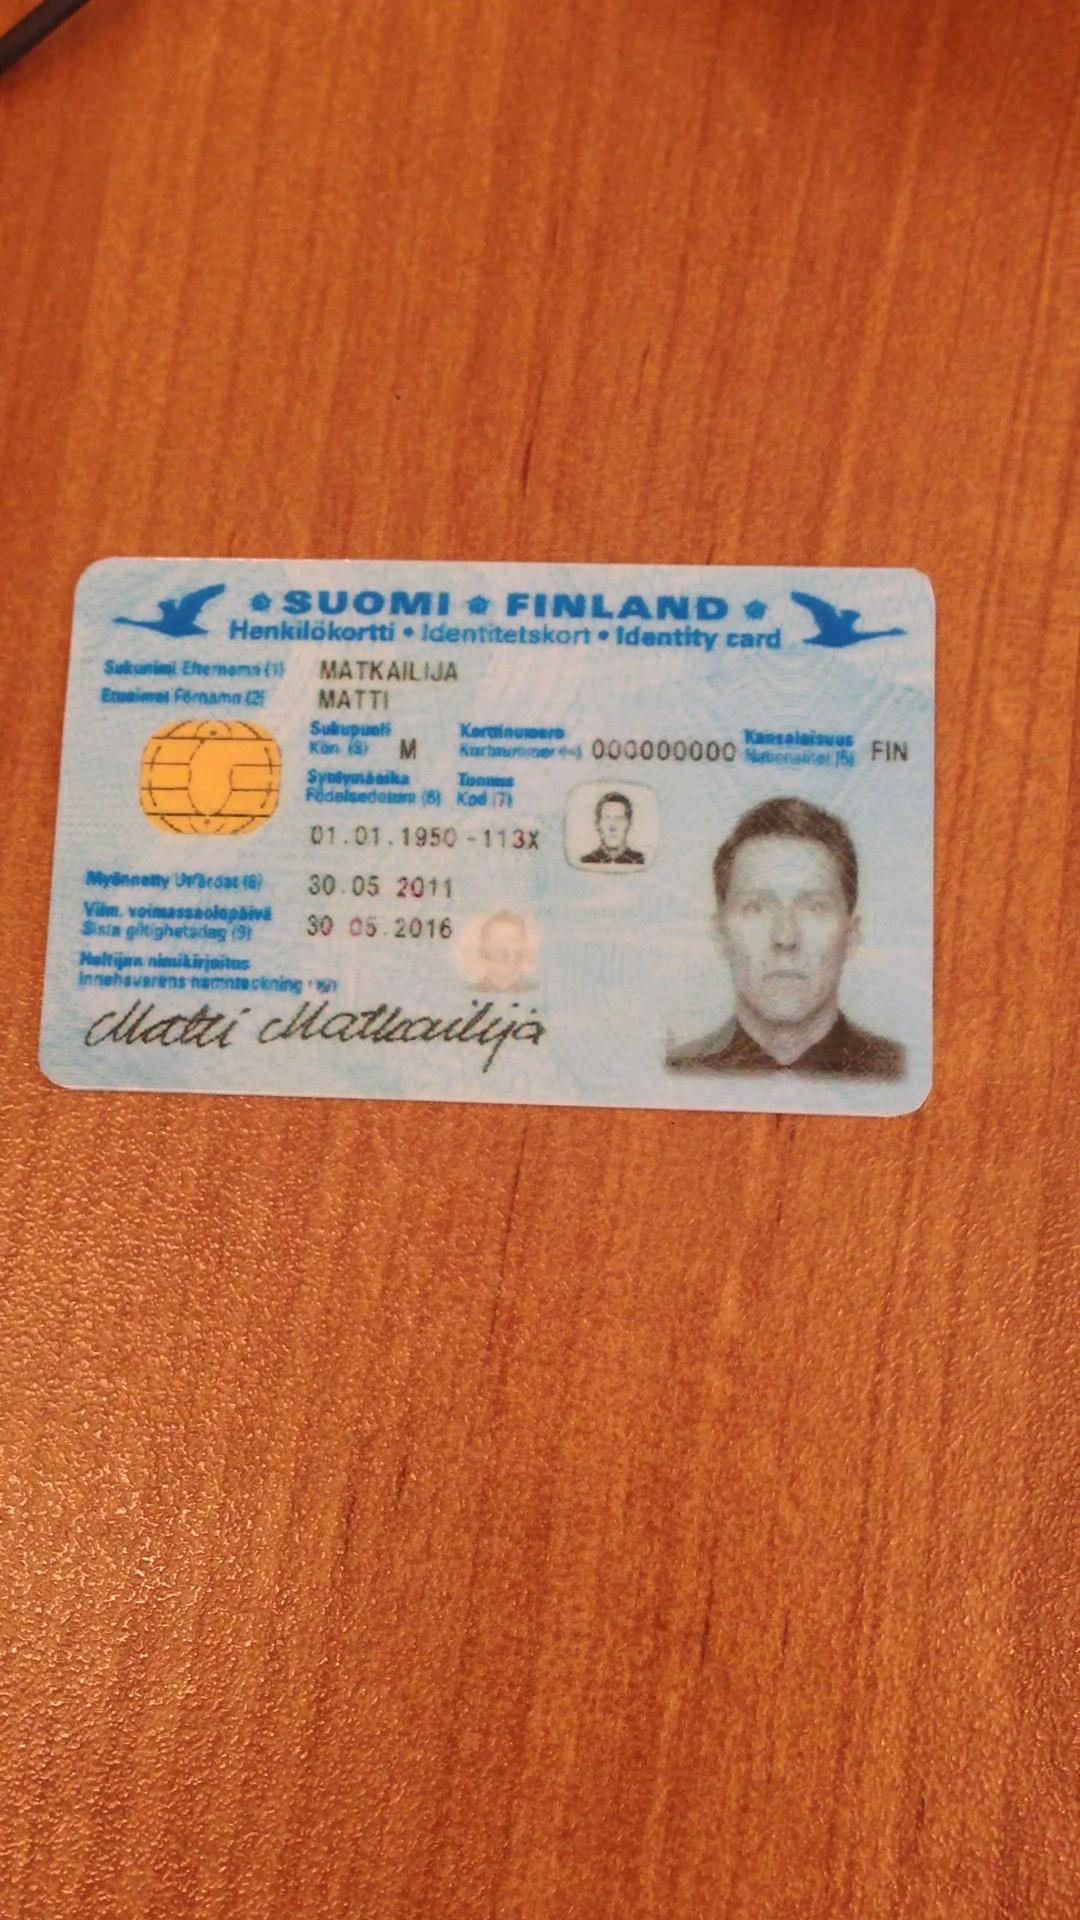 SUOMI FINLAND
Henkilökortti • Identitetskort • Identity card
Sukunimi Efternamn (1) MATKAILIJA
Etunimet Förnamn (2) MATTI
Sukupuoli Korttinumero Kansalaisuus
Kön (3) M Kortnummer (4) 000000000 Nationalitet (5) FIN
Syntymäaika Tunnus
Födelsedatum (6) Kod (7)
01.01.1950 -113X
Myönnetty Utfärdat (8) 30.05 2011
Viim. voimassaolopäivä
Sista giltighetsdag (9) 30 05.2016
Haltijan nimikirjoitus
Innehavarens namnteckning (10)
Matti Matkailija